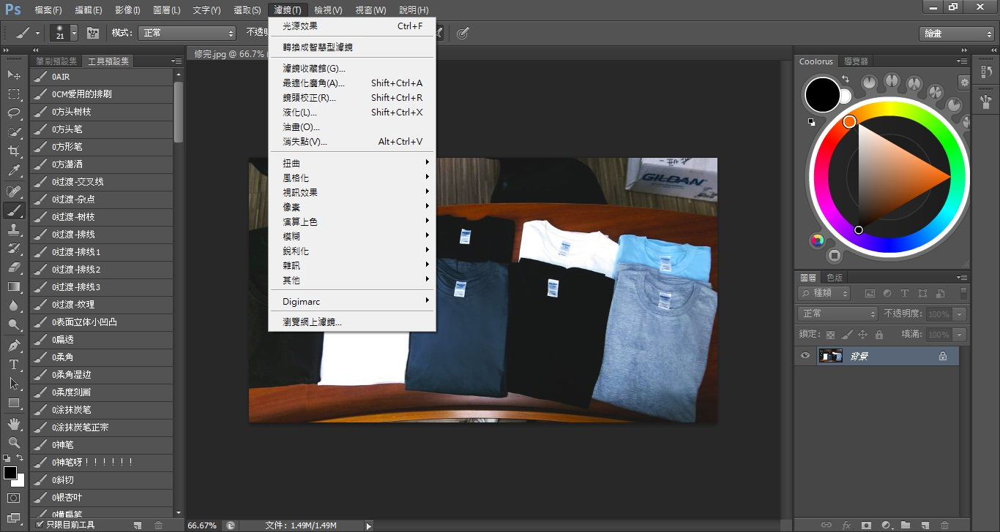 Ps 檔案(F) 編輯(E) 影像(I) 圖層(L) 文字(Y) 選取(S) 濾鏡(T) 檢視(V) 視窗(W) 說明(H)
21 模式: 正常 不透明 繪畫
筆刷預設集 工具預設集
修完.jpg @ 66.7%
0AIR
0CM爱用的排刷
0方头树枝
0方头笔
0方形笔
0方潇洒
0过渡-交叉线
0过渡-杂点
0过渡-树枝
0过渡-排线
0过渡-排线1
0过渡-排线2
0过渡-排线3
0过渡-纹理
0表面立体小凹凸
0扁透
0柔角
0柔角湿边
0柔度刻画
0涂抹炭笔
0涂抹炭笔正宗
0神笔
0神笔呀！！！！！！
0斜切
0银杏叶
0横扁笔
只限目前工具
光源效果 Ctrl+F
轉換成智慧型濾鏡
濾鏡收藏館(G)...
最適化廣角(A)... Shift+Ctrl+A
鏡頭校正(R)... Shift+Ctrl+R
液化(L)... Shift+Ctrl+X
油畫(O)...
消失點(V)... Alt+Ctrl+V
扭曲
風格化
視訊效果
像素
演算上色
模糊
銳利化
雜訊
其他
Digimarc
瀏覽網上濾鏡...
GILDAN
66.67% 文件: 1.49M/1.49M
Coolorus 導覽器
圖層 色版
種類
正常 不透明度: 100%
鎖定: 填滿: 100%
背景
fx